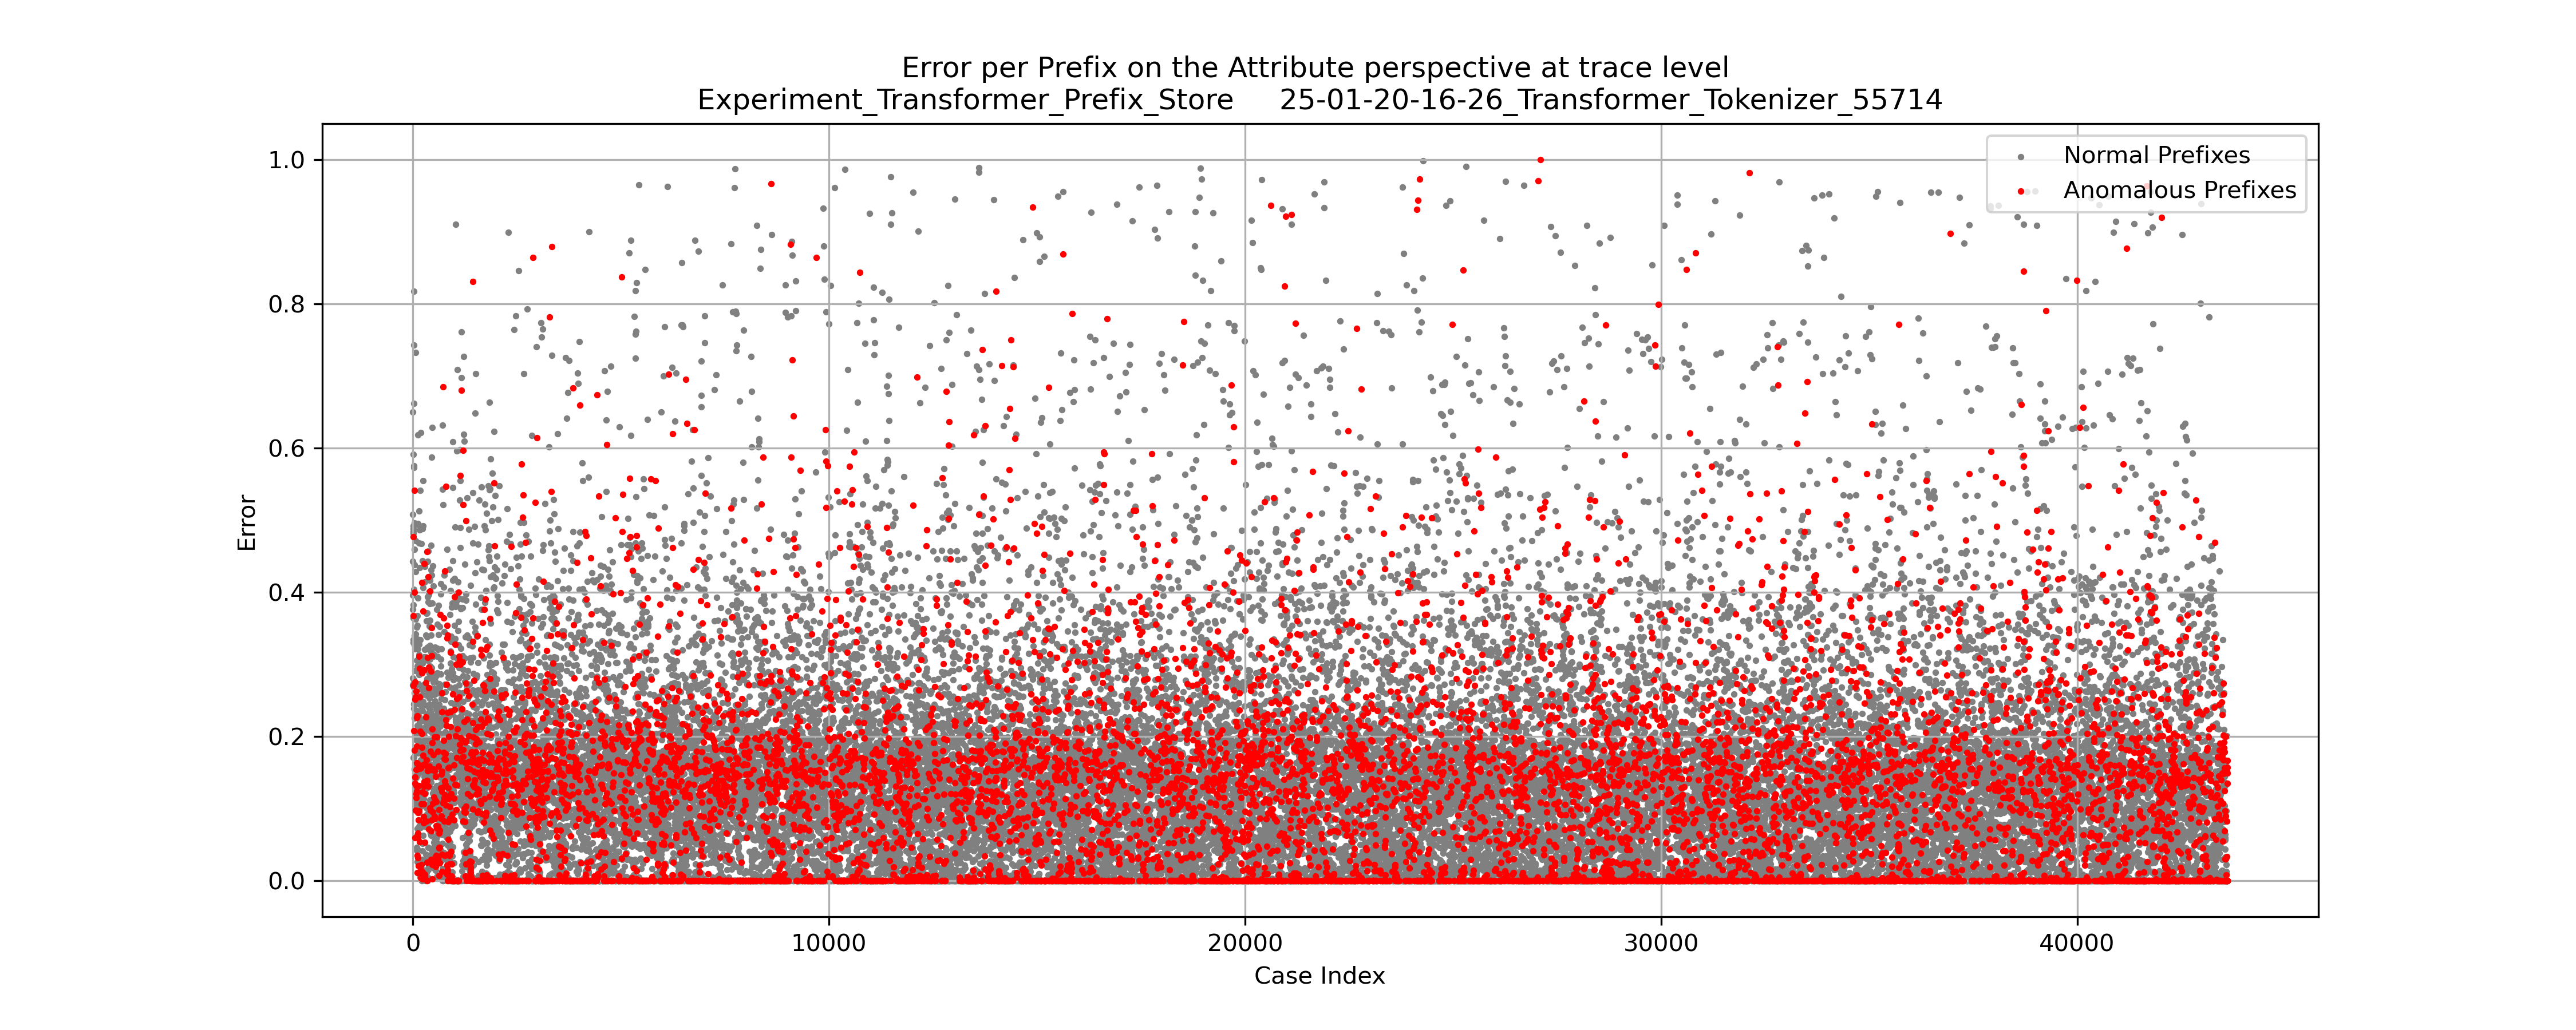 Error per Prefix on the Attribute perspective at trace level
Experiment_Transformer_Prefix_Store 25-01-20-16-26_Transformer_Tokenizer_55714
Normal Prefixes
Anomalous Prefixes
1.0
0.8
0.6
0.4
0.2
0.0
Error
0 10000 20000 30000 40000
Case Index